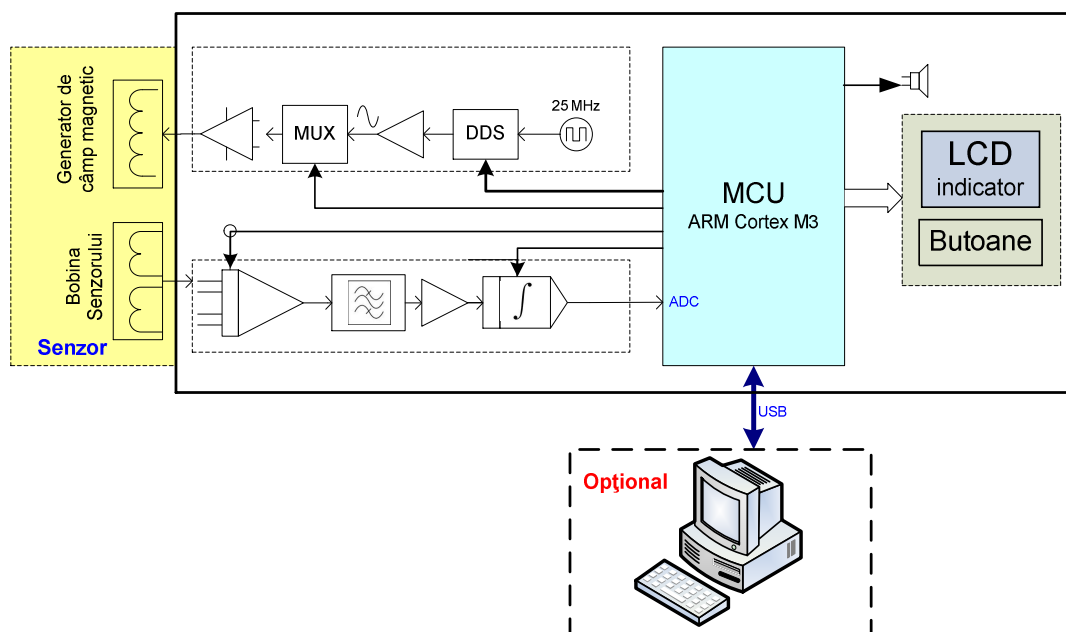 Generator de
câmp magnetic
Bobina
Senzorului
Senzor
MUX
DDS
25 MHz
MCU
ARM Cortex M3
ADC
USB
LCD
indicator
Butoane
Opţional